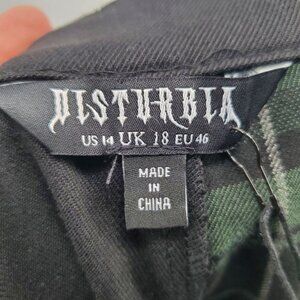 DISTURBIA
US 14 UK 18 EU 46
MADE
IN
CHINA